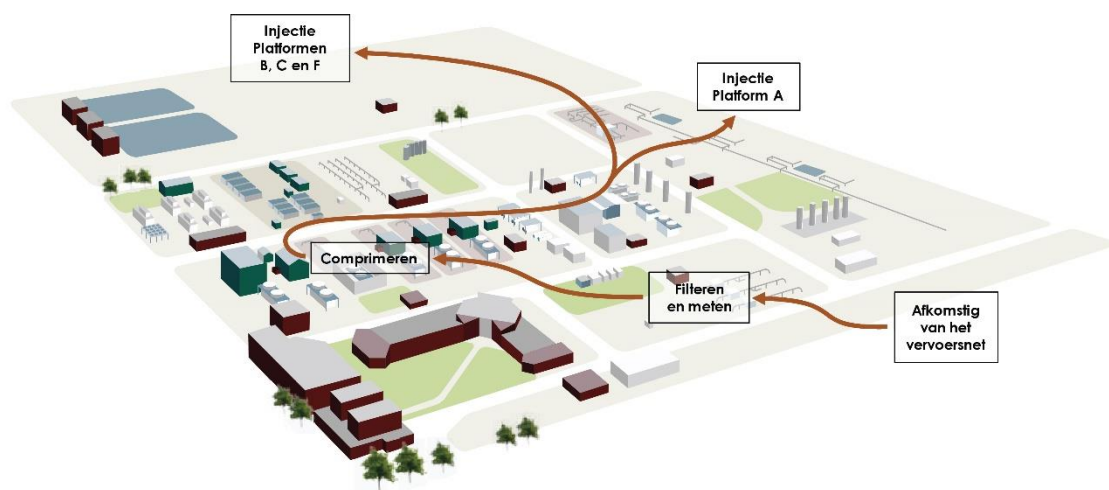 Injectie
Platformen
B, C en F
Injectie
Platform A
Comprimeren
Filteren
en meten
Afkomstig
van het
vervoersnet